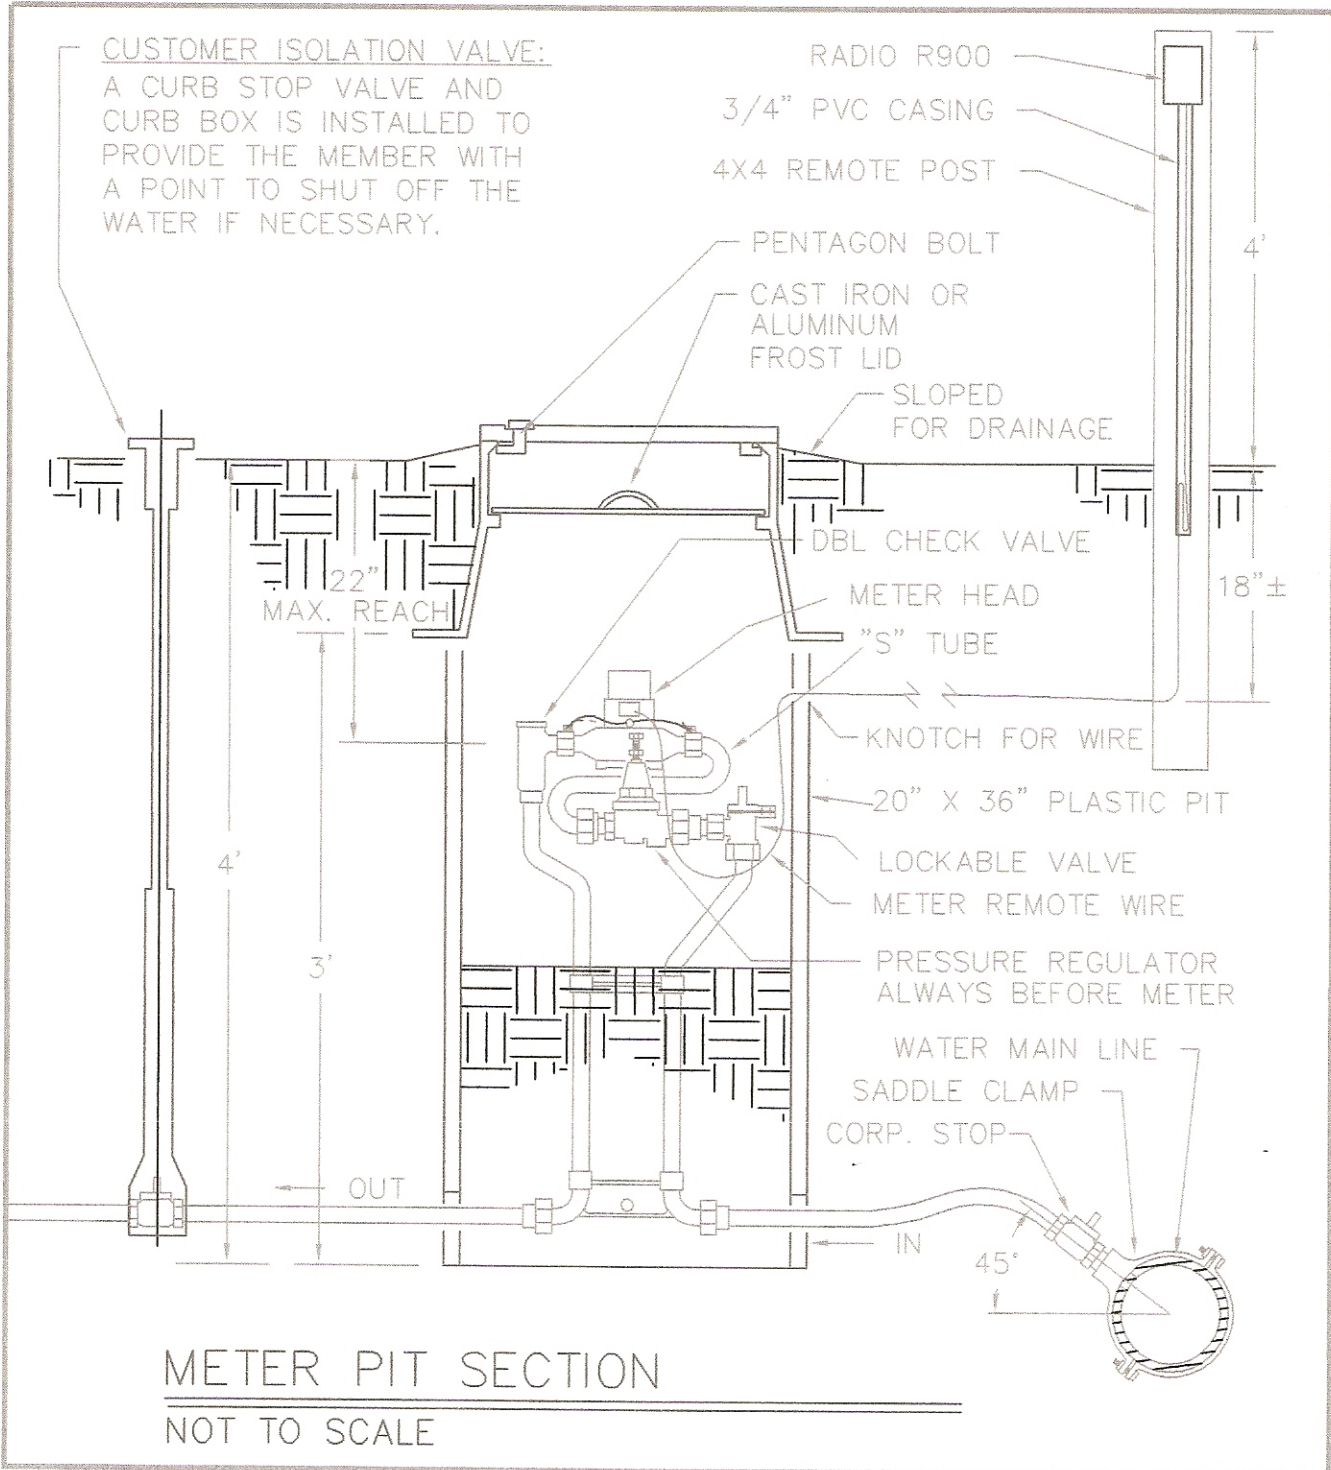 CUSTOMER ISOLATION VALVE:
A CURB STOP VALVE AND
CURB BOX IS INSTALLED TO
PROVIDE THE MEMBER WITH
A POINT TO SHUT OFF THE
WATER IF NECESSARY.
RADIO R900
3/4" PVC CASING
4X4 REMOTE POST
PENTAGON BOLT
4'
CAST IRON OR
ALUMINUM
FROST LID
SLOPED
FOR DRAINAGE
DBL CHECK VALVE
22"
MAX. REACH
18"±
METER HEAD
"S" TUBE
KNOTCH FOR WIRE
20" X 36" PLASTIC PIT
4'
LOCKABLE VALVE
METER REMOTE WIRE
3'
PRESSURE REGULATOR
ALWAYS BEFORE METER
WATER MAIN LINE
SADDLE CLAMP
CORP. STOP
OUT
IN
45°
METER PIT SECTION
NOT TO SCALE